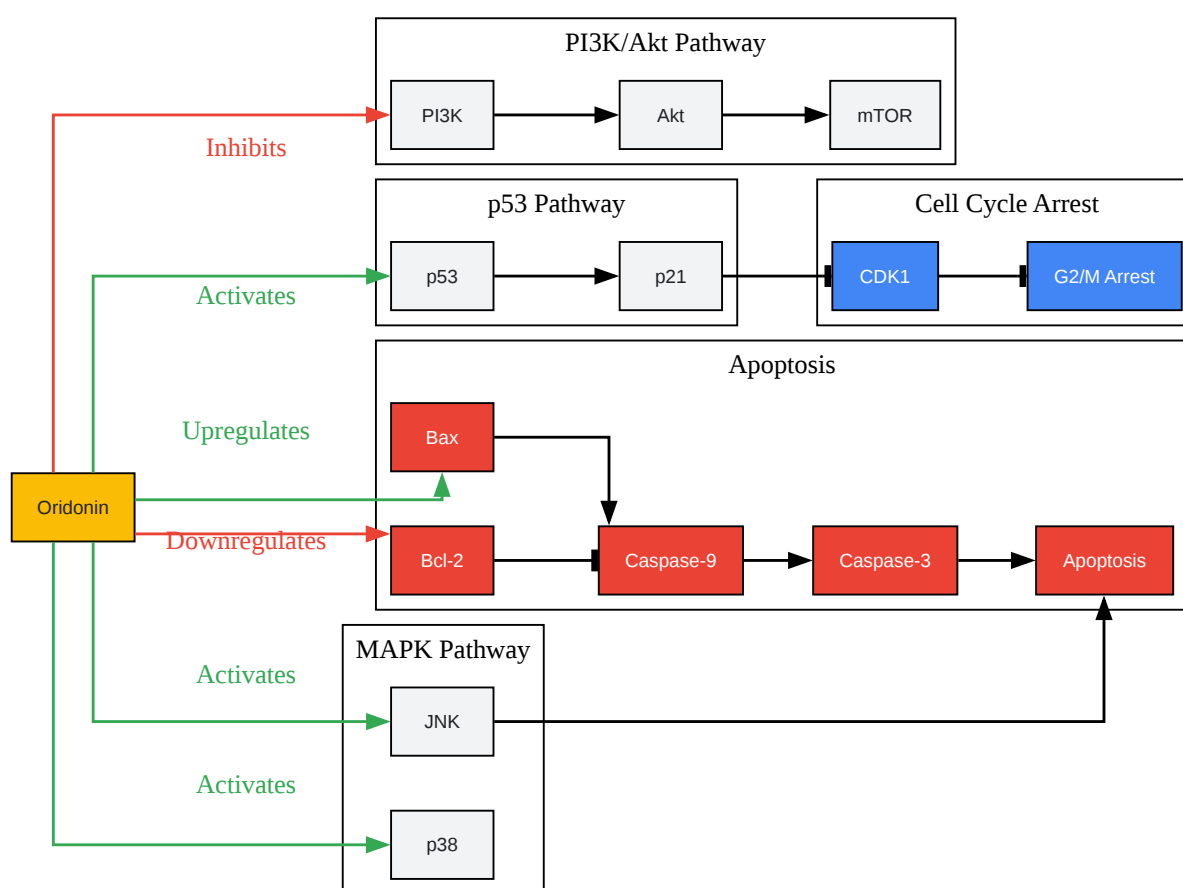 PI3K/Akt Pathway
PI3K
Akt
mTOR
Inhibits
p53 Pathway
Cell Cycle Arrest
p53
p21
CDK1
G2/M Arrest
Activates
Apoptosis
Bax
Upregulates
Oridonin
Downregulates
Bcl-2
Caspase-9
Caspase-3
Apoptosis
MAPK Pathway
Activates
JNK
Activates
p38